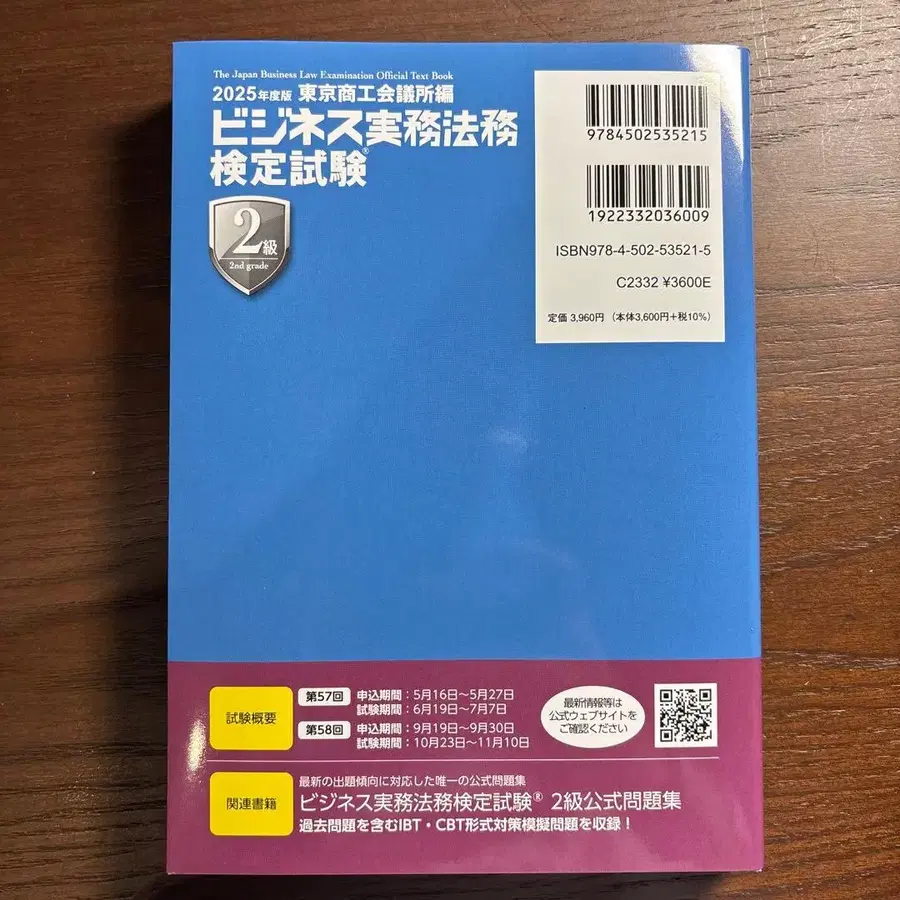 The Japan Business Law Examination Official Text Book
2025年度版 東京商工会議所編
ビジネス実務法務
検定試験®
2級
2nd grade
9784502535215
1922332036009
ISBN978-4-502-53521-5
C2332 ¥3600E
定価 3,960円 (本体3,600円+税10%)
試験概要
第57回 申込期間:5月16日~5月27日
試験期間:6月19日~7月7日
第58回 申込期間:9月19日~9月30日
試験期間:10月23日~11月10日
最新情報等は
公式ウェブサイトを
ご確認ください
関連書籍
最新の出題傾向に対応した唯一の公式問題集
ビジネス実務法務検定試験® 2級公式問題集
過去問題を含むIBT・CBT形式対策模擬問題を収録!